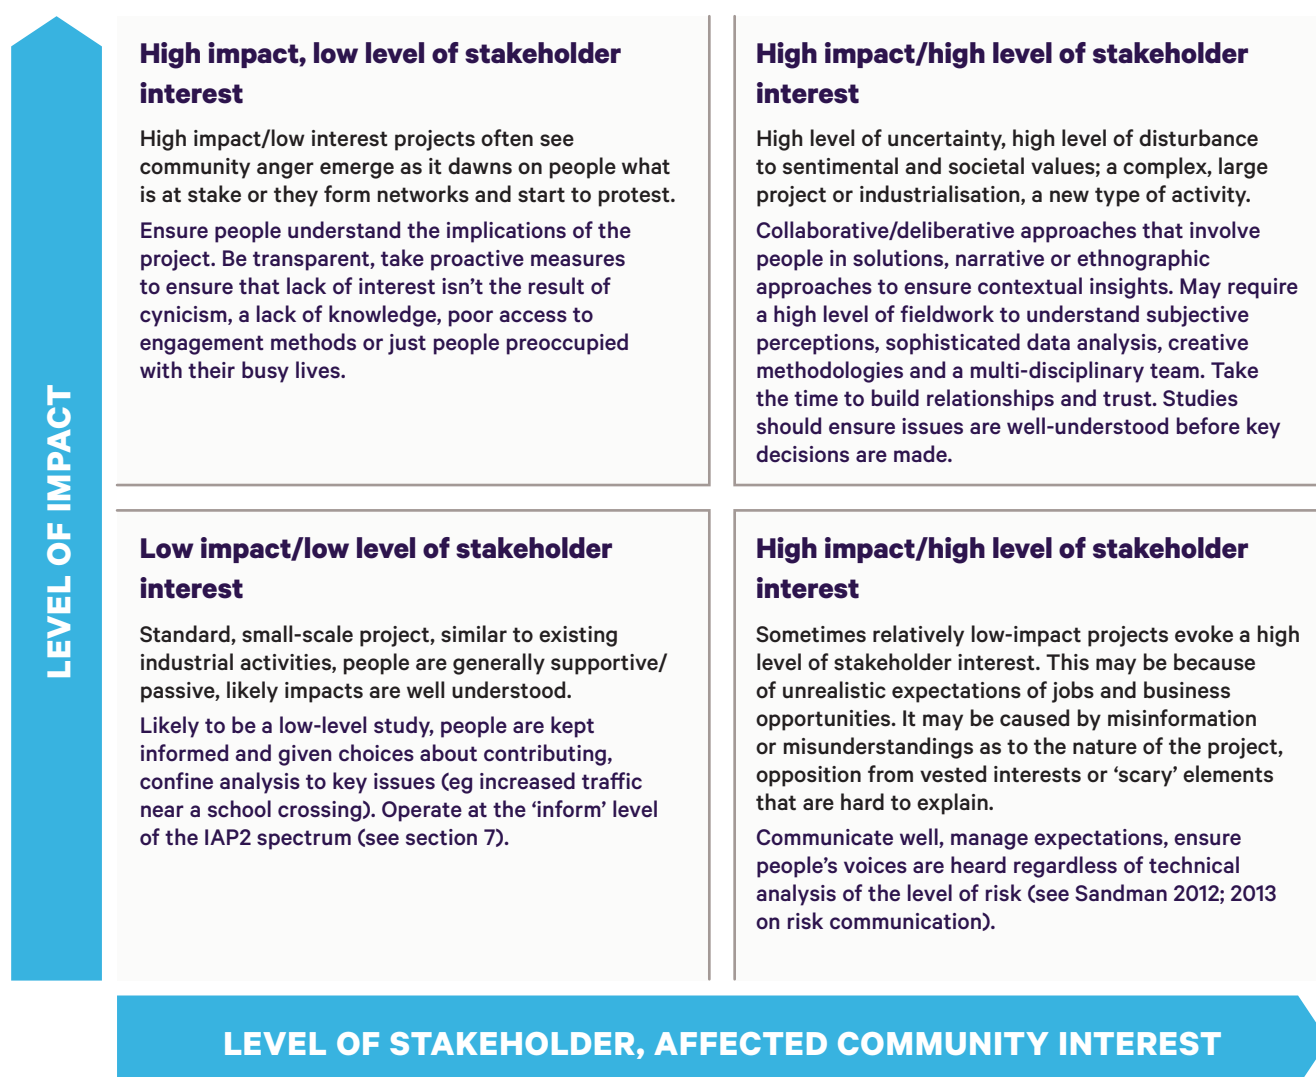 High impact, low level of stakeholder
interest
High impact/low interest projects often see
community anger emerge as it dawns on people what
is at stake or they form networks and start to protest.
Ensure people understand the implications of the
project. Be transparent, take proactive measures
to ensure that lack of interest isn’t the result of
cynicism, a lack of knowledge, poor access to
engagement methods or just people preoccupied
with their busy lives.
High impact/high level of stakeholder
interest
High level of uncertainty, high level of disturbance
to sentimental and societal values; a complex, large
project or industrialisation, a new type of activity.
Collaborative/deliberative approaches that involve
people in solutions, narrative or ethnographic
approaches to ensure contextual insights. May require
a high level of fieldwork to understand subjective
perceptions, sophisticated data analysis, creative
methodologies and a multi-disciplinary team. Take
the time to build relationships and trust. Studies
should ensure issues are well-understood before key
decisions are made.
LEVEL OF IMPACT
Low impact/low level of stakeholder
interest
Standard, small-scale project, similar to existing
industrial activities, people are generally supportive/
passive, likely impacts are well understood.
Likely to be a low-level study, people are kept
informed and given choices about contributing,
confine analysis to key issues (eg increased traffic
near a school crossing). Operate at the ‘inform’ level
of the IAP2 spectrum (see section 7).
High impact/high level of stakeholder
interest
Sometimes relatively low-impact projects evoke a high
level of stakeholder interest. This may be because
of unrealistic expectations of jobs and business
opportunities. It may be caused by misinformation
or misunderstandings as to the nature of the project,
opposition from vested interests or ‘scary’ elements
that are hard to explain.
Communicate well, manage expectations, ensure
people’s voices are heard regardless of technical
analysis of the level of risk (see Sandman 2012; 2013
on risk communication).
LEVEL OF STAKEHOLDER, AFFECTED COMMUNITY INTEREST